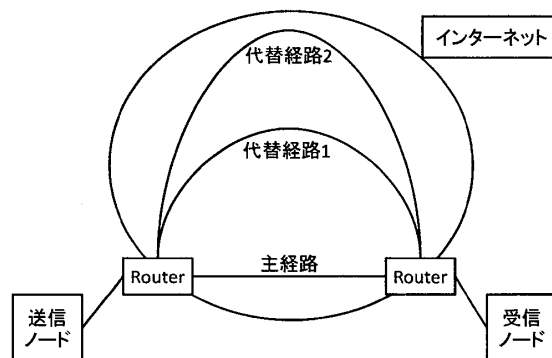 代替経路2
インターネット
代替経路1
主経路
Router
Router
送信
ノード
受信
ノード